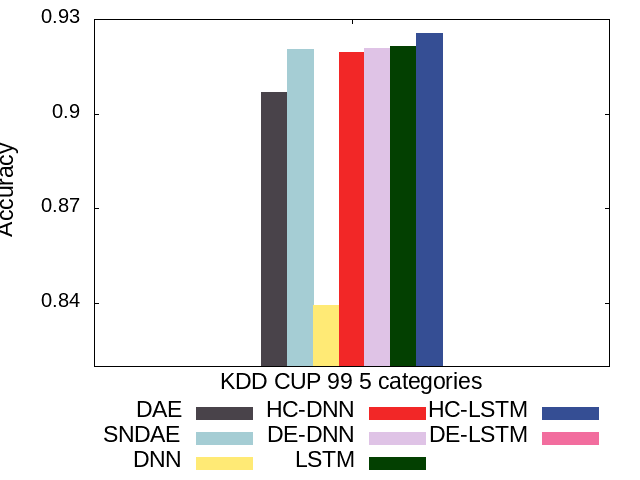 0.93
0.9
0.87
0.84
Accuracy
KDD CUP 99 5 categories
DAE HC-DNN HC-LSTM
SNDAE DE-DNN DE-LSTM
DNN LSTM